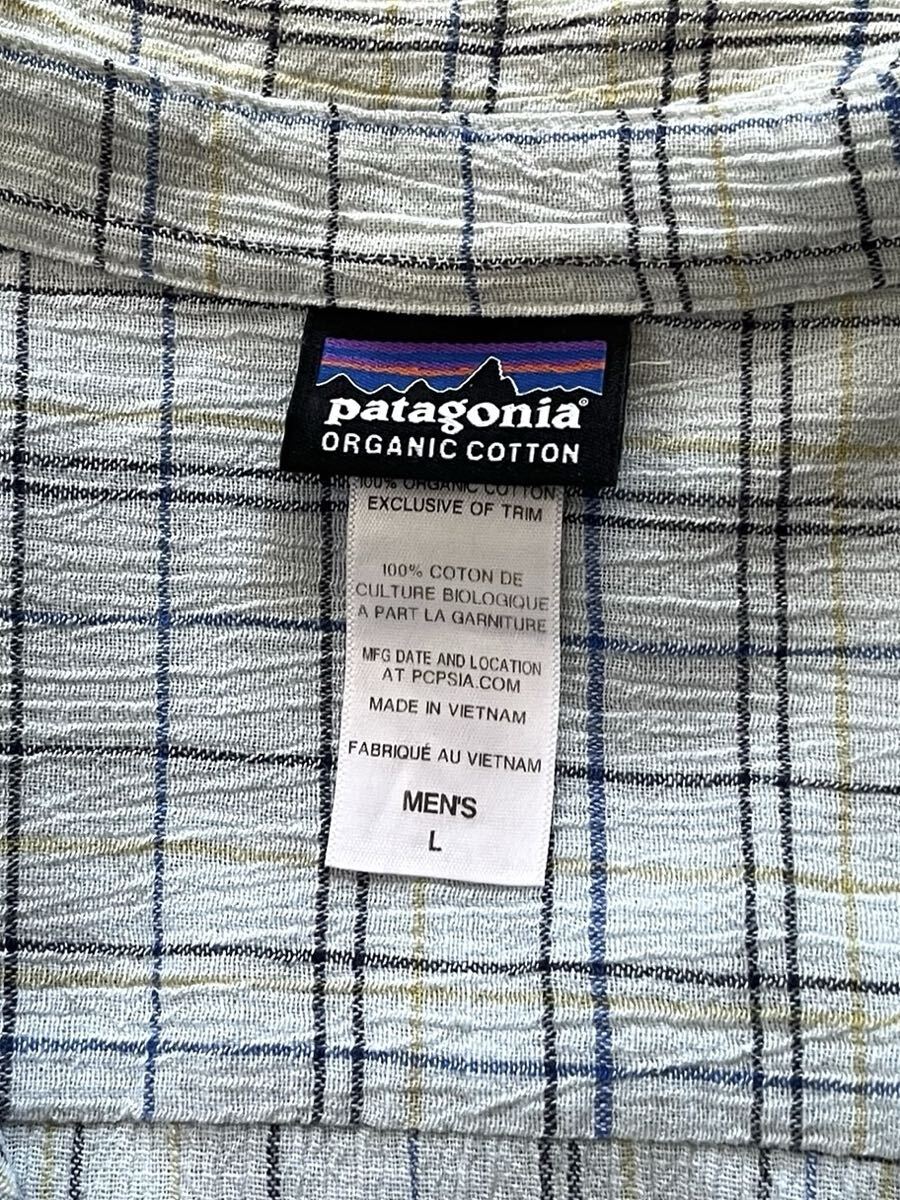 patagonia®
ORGANIC COTTON
100% ORGANIC COTTON
EXCLUSIVE OF TRIM
100% COTON DE
CULTURE BIOLOGIQUE
A PART LA GARNITURE
MFG DATE AND LOCATION
AT PCPSIA.COM
MADE IN VIETNAM
FABRIQUÉ AU VIETNAM
MEN'S
L